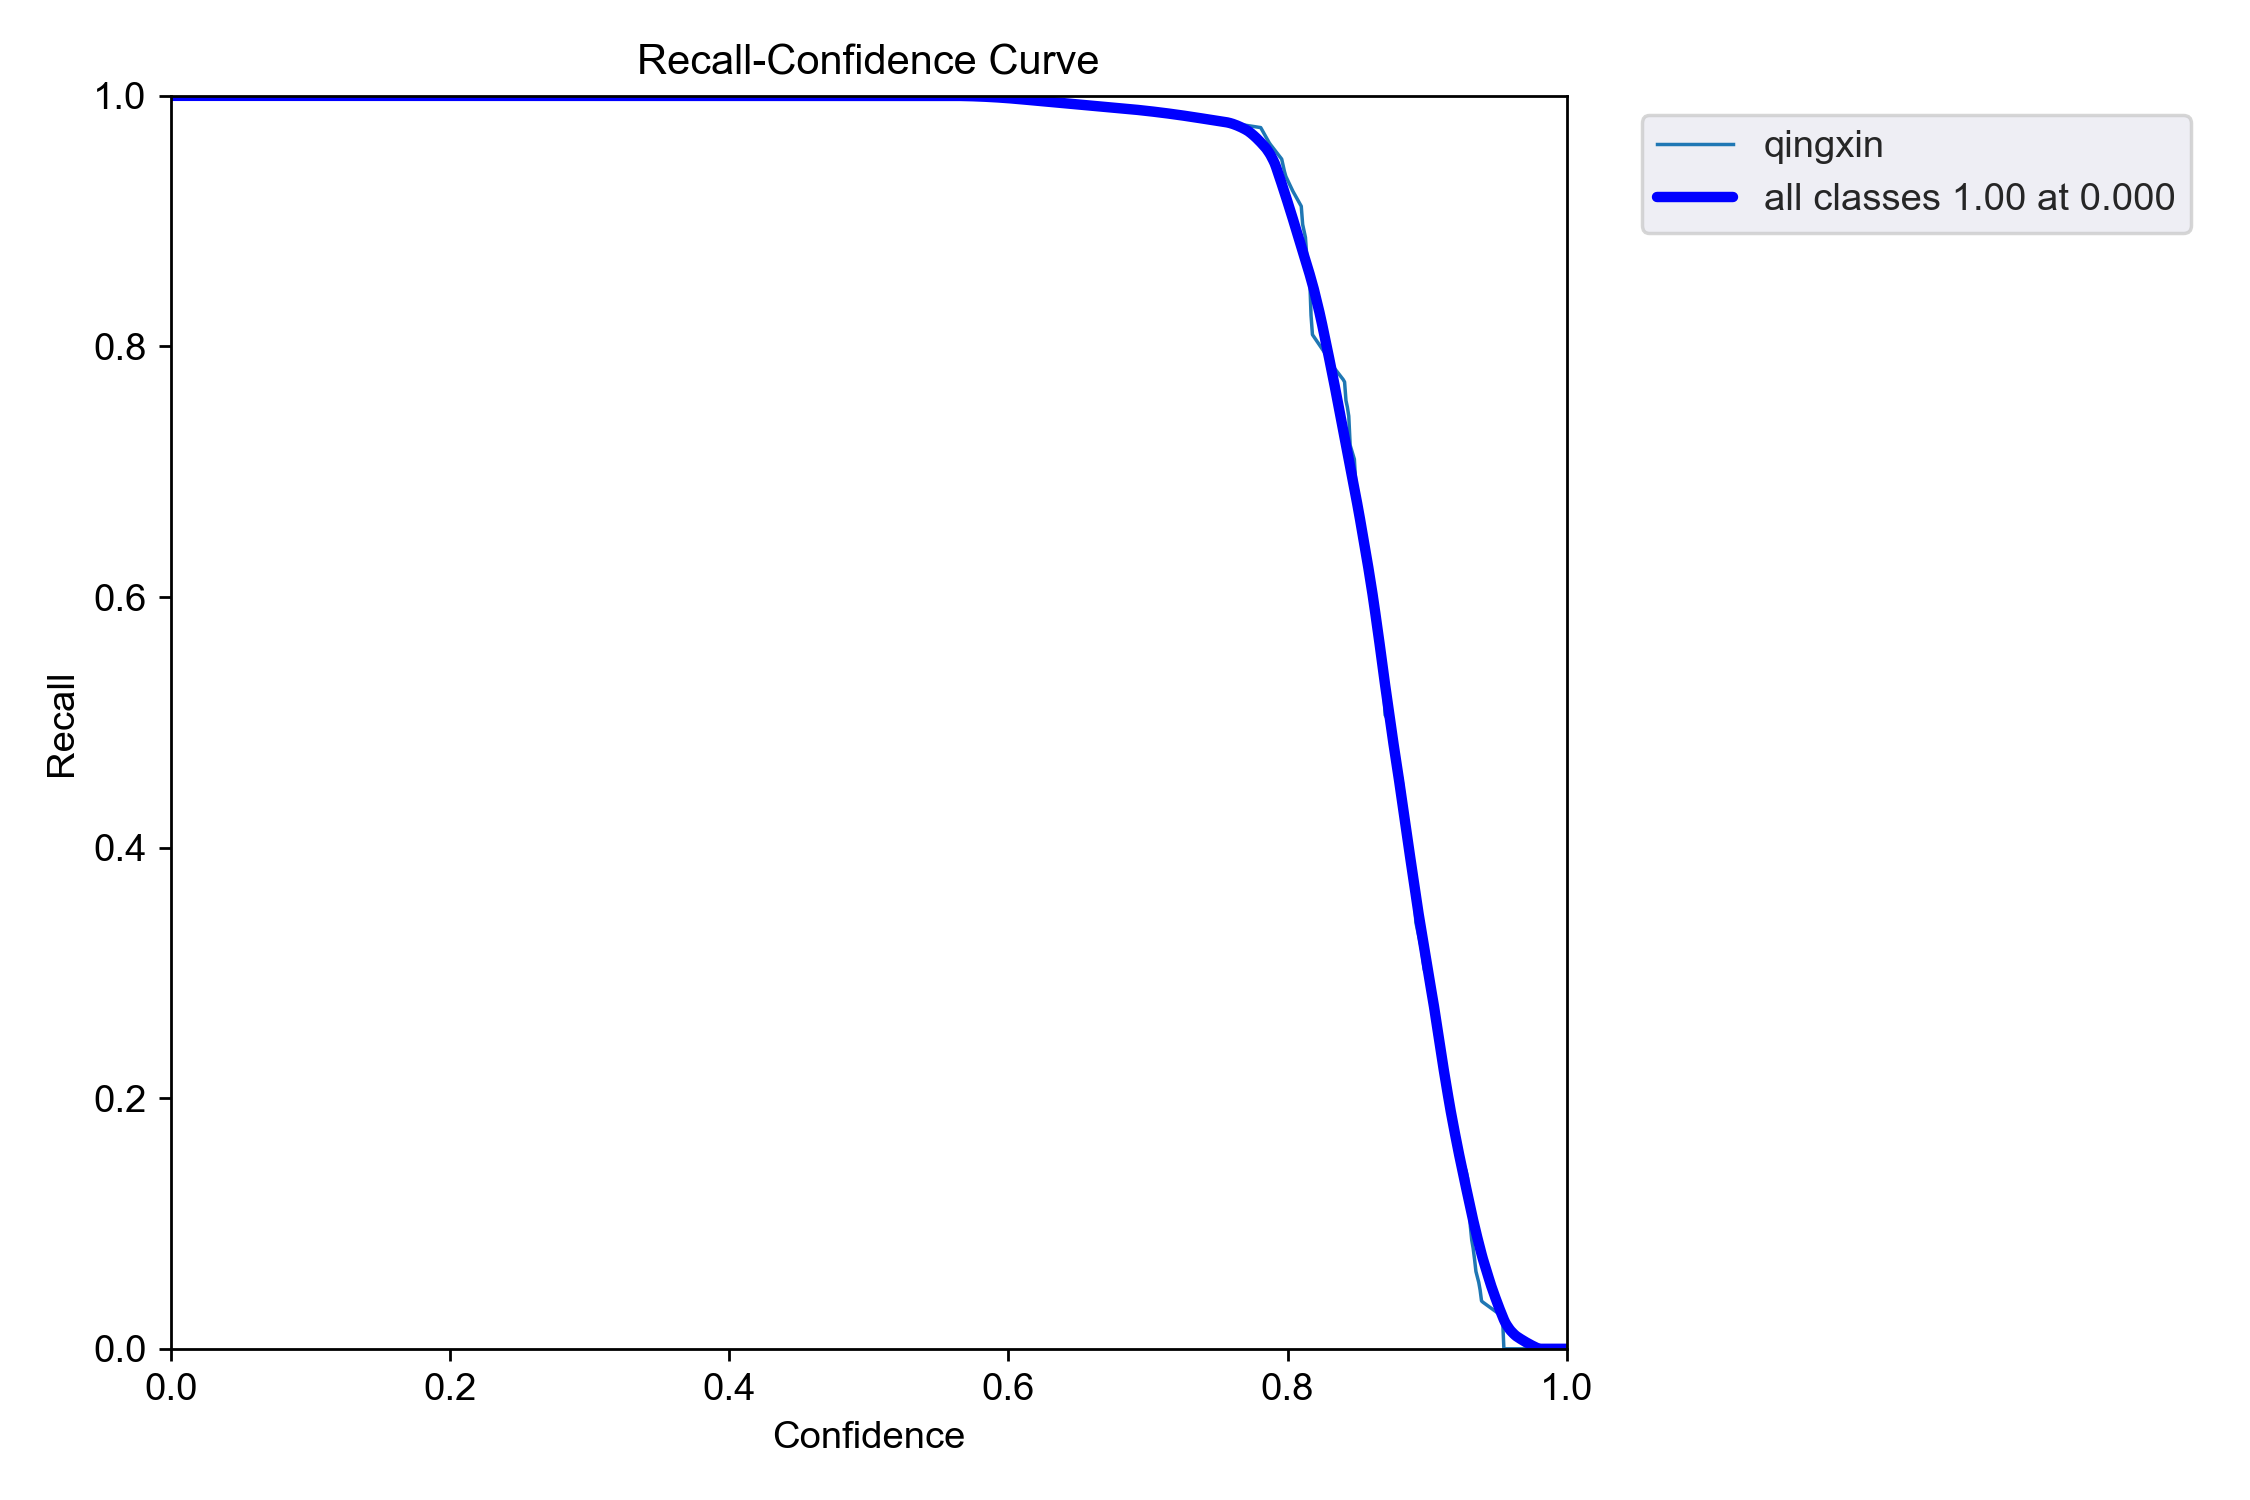 Recall-Confidence Curve
1.0
0.8
0.6
0.4
0.2
0.0
Recall
0.0 0.2 0.4 0.6 0.8 1.0
Confidence
qingxin
all classes 1.00 at 0.000